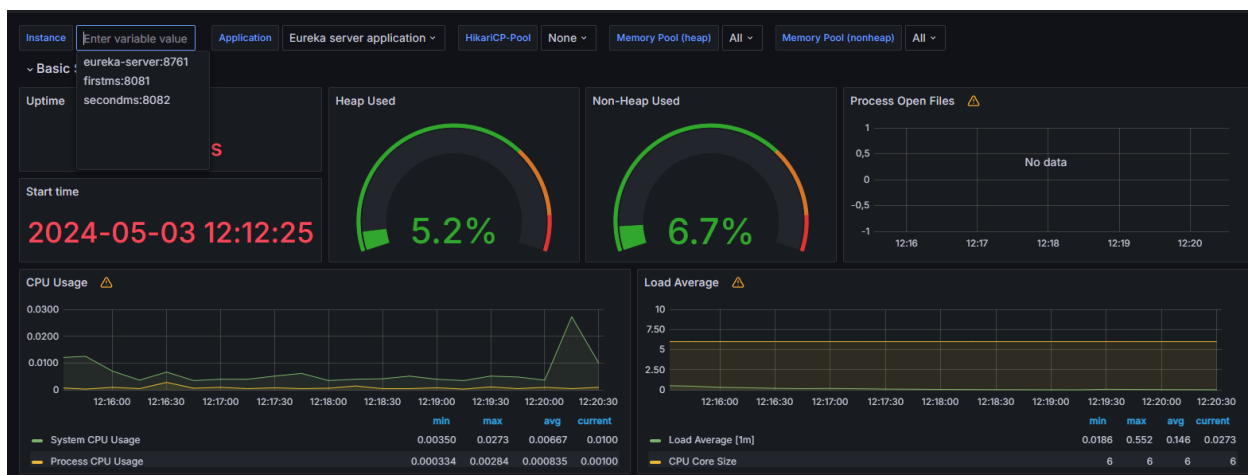 Instance Enter variable value Application Eureka server application HikariCP-Pool None Memory Pool (heap) All Memory Pool (nonheap) All
eureka-server:8761
firstms:8081
secondms:8082
Basic
Uptime
s
Start time
2024-05-03 12:12:25
Heap Used
5.2%
Non-Heap Used
6.7%
Process Open Files
1
0,5
0
-0,5
-1
No data
12:16 12:17 12:18 12:19 12:20
CPU Usage
0.0300
0.0200
0.0100
0
12:16:00 12:16:30 12:17:00 12:17:30 12:18:00 12:18:30 12:19:00 12:19:30 12:20:00 12:20:30
min max avg current
System CPU Usage 0.00350 0.0273 0.00667 0.0100
Process CPU Usage 0.000334 0.00284 0.000835 0.00100
Load Average
10
7.50
5
2.50
0
12:16:00 12:16:30 12:17:00 12:17:30 12:18:00 12:18:30 12:19:00 12:19:30 12:20:00 12:20:30
min max avg current
Load Average [1m] 0.0186 0.552 0.146 0.0273
CPU Core Size 6 6 6 6